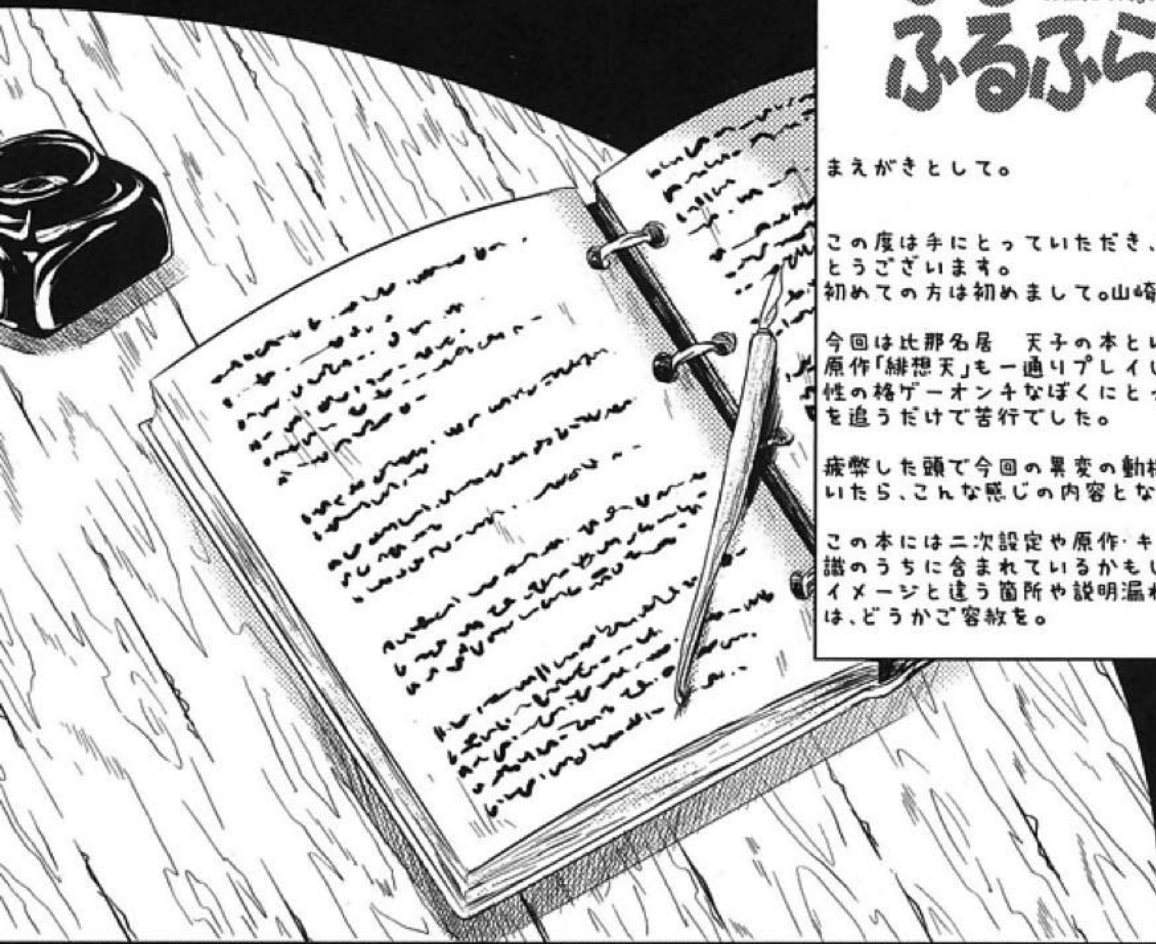 ふるふら
まえがきとして。
この度は手にとっていただき、
とうございます。
初めての方は初めまして。山崎
今回は比那名居　天子の本とい
原作「緋想天」も一通りプレイし
性の格ゲーオンチなぼくにとっ
を追うだけで苦行でした。
疲弊した頭で今回の異変の動機
いたら、こんな感じの内容とな
この本には二次設定や原作・キ
識のうちに含まれているかもし
イメージと違う箇所や説明漏れ
は、どうかご容赦を。